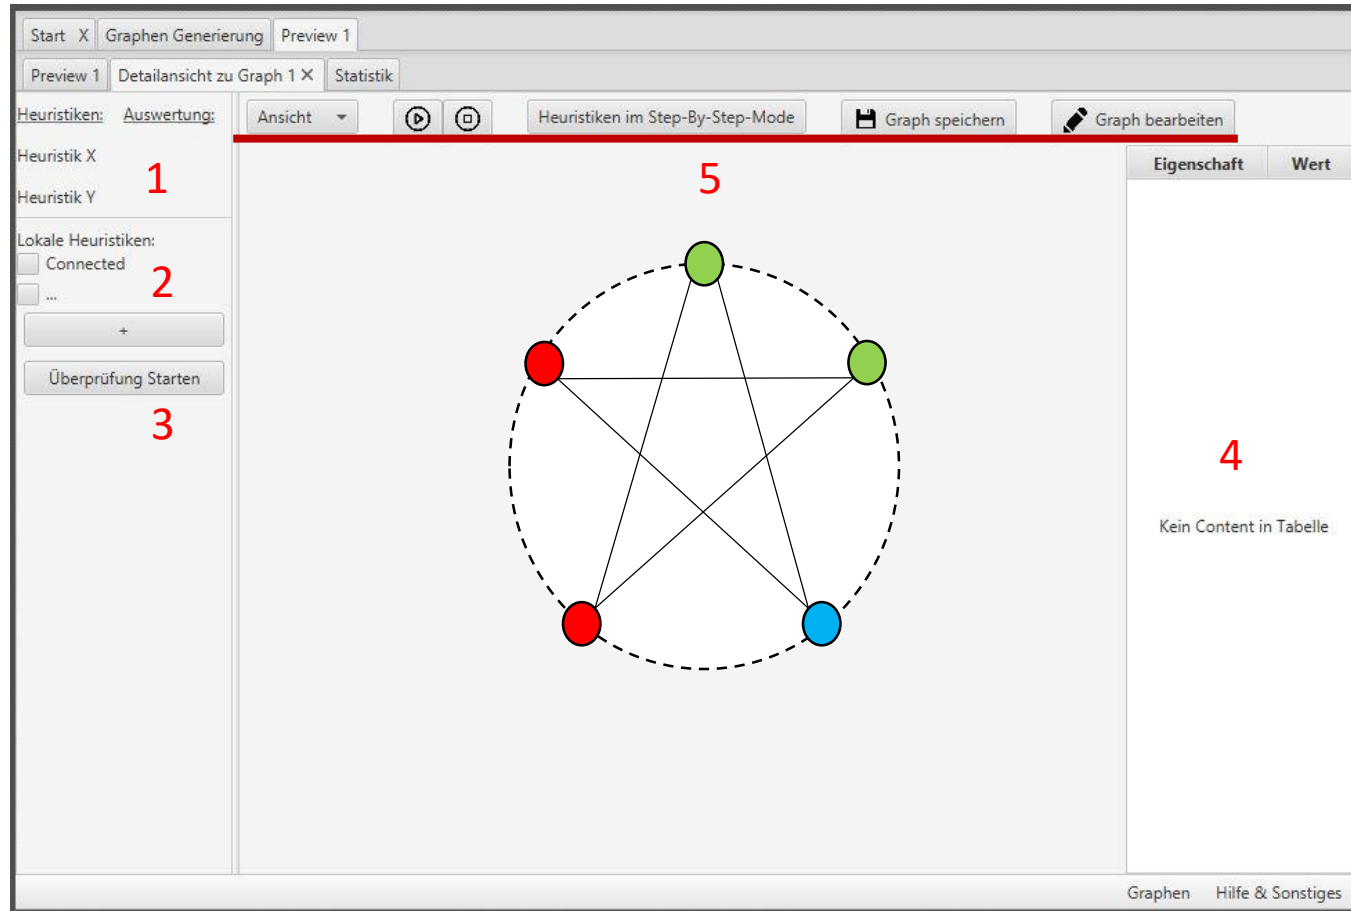 Start X Graphen Generierung Preview 1
Preview 1 Detailansicht zu Graph 1 X Statistik
Heuristiken: Auswertung:
Ansicht Heuristiken im Step-By-Step-Mode Graph speichern Graph bearbeiten
Heuristik X
1
Heuristik Y
Lokale Heuristiken:
Connected
2
...
+
Überprüfung Starten
3
5
Eigenschaft Wert
4
Kein Content in Tabelle
Graphen Hilfe & Sonstiges